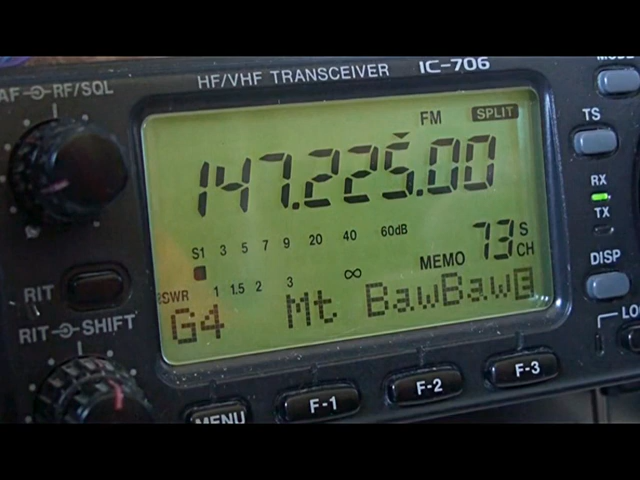 HF/VHF TRANSCEIVER IC-706
AF RF/SQL
FM SPLIT
147.225.00
TS
RX
TX
S1 3 5 7 9 20 40 60dB
MEMO 73 S CH
SWR 1 1.5 2 3 ∞
DISP
RIT
G4 Mt BawBaw
RIT SHIFT
MENU F-1 F-2 F-3